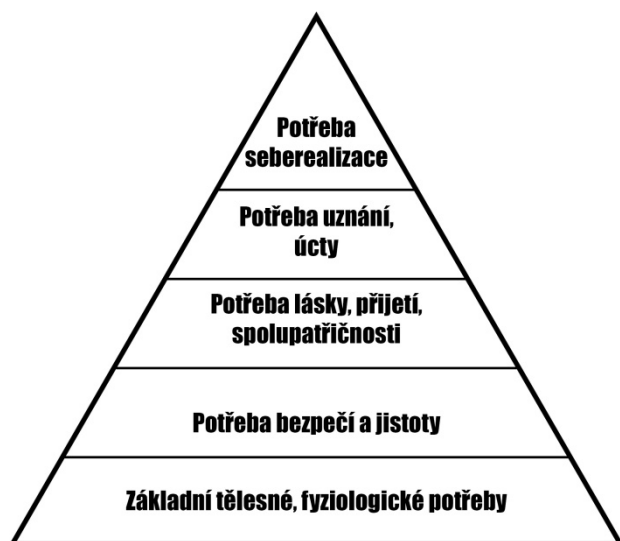 Potřeba
seberealizace
Potřeba uznání,
úcty
Potřeba lásky, přijetí,
spolupatřičnosti
Potřeba bezpečí a jistoty
Základní tělesné, fyziologické potřeby